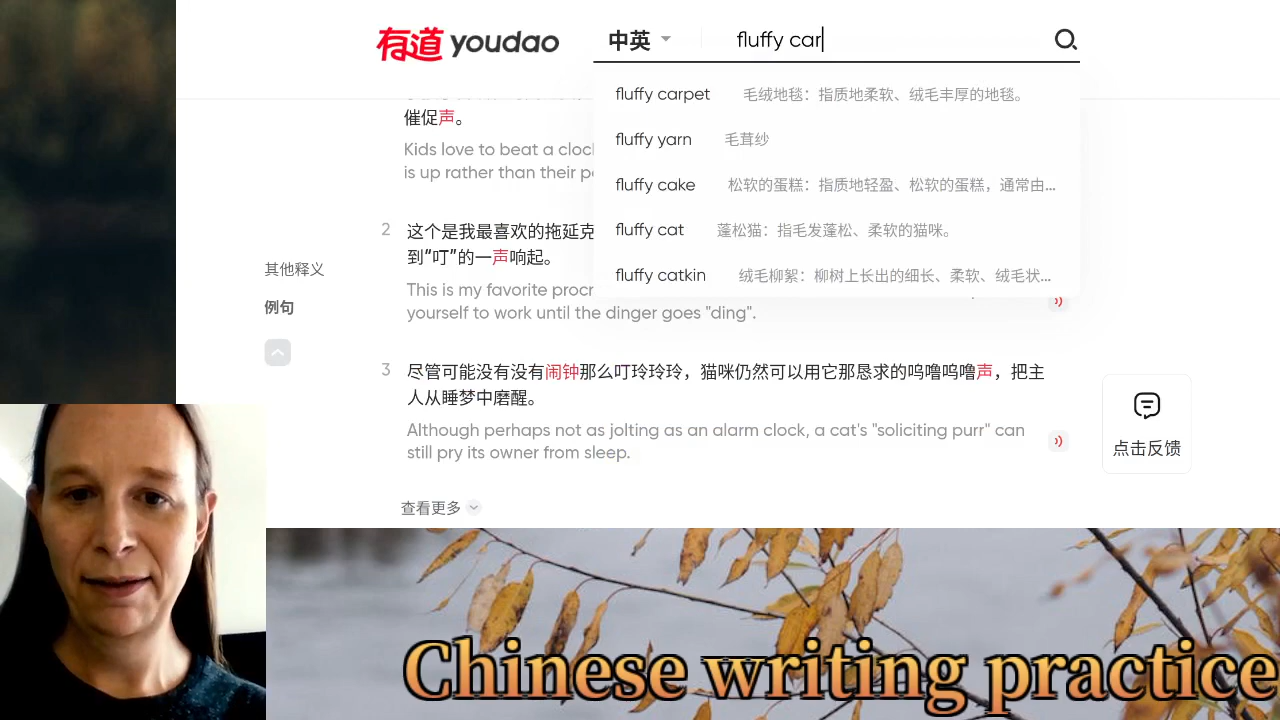 有道 youdao
中英
fluffy car
fluffy carpet 毛绒地毯：指质地柔软、绒毛丰厚的地毯。
fluffy yarn 毛茸纱
fluffy cake 松软的蛋糕：指质地轻盈、松软的蛋糕，通常由...
fluffy cat 蓬松猫：指毛发蓬松、柔软的猫咪。
fluffy catkin 绒毛柳絮：柳树上长出的细长、柔软、绒毛状...
其他释义
例句
催促声。
Kids love to beat a
is up rather than their
2 这个是我最喜欢的拖延克
到“叮”的一声响起。
This is my favorite
yourself to work until the dinger goes "ding".
3 尽管可能没有没有闹钟那么叮玲玲玲，猫咪仍然可以用它那恳求的呜噜呜噜声，把主
人从睡梦中磨醒。
Although perhaps not as jolting as an alarm clock, a cat's "soliciting purr" can
still pry its owner from sleep.
查看更多
点击反馈
Chinese writing practice